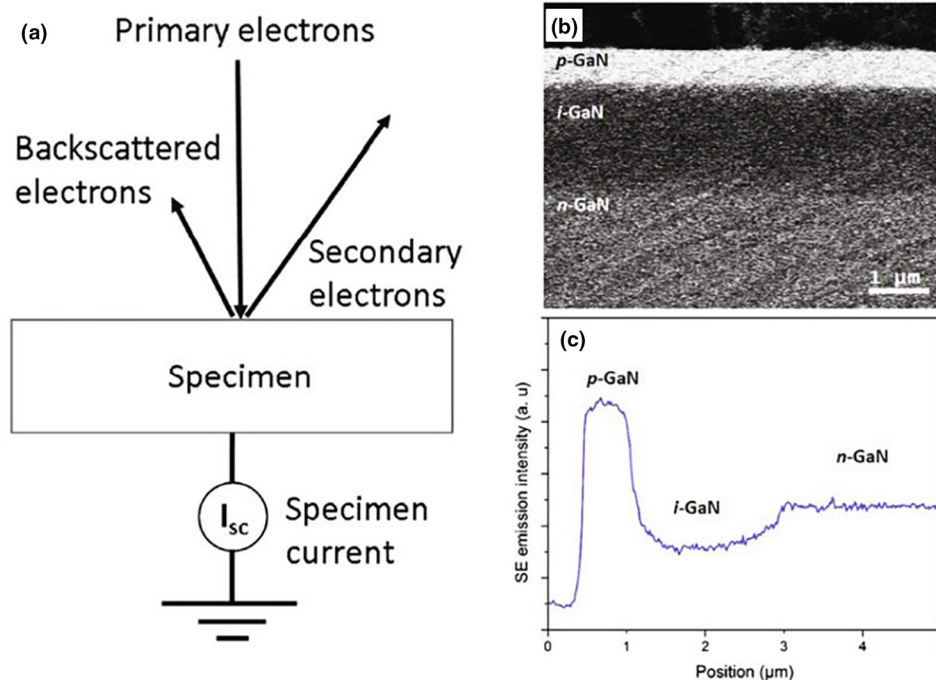 (a)
Primary electrons
Backscattered
electrons
Secondary
electrons
Specimen
I_SC
Specimen
current
(b)
p-GaN
i-GaN
n-GaN
1 μm
(c)
p-GaN
n-GaN
i-GaN
SE emission intensity (a. u)
0 1 2 3 4
Position (μm)